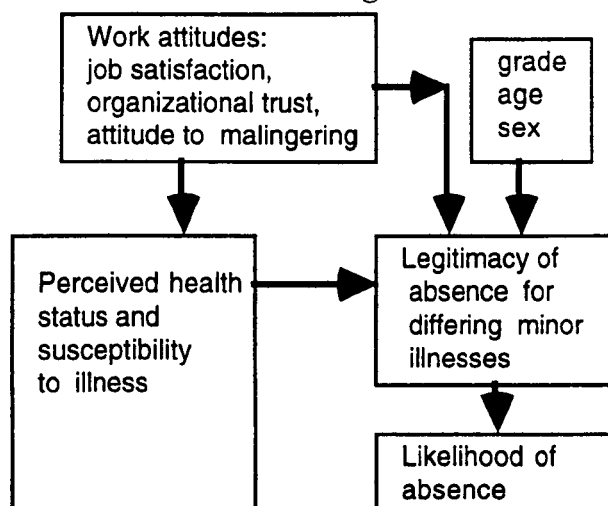 Work attitudes:
job satisfaction,
organizational trust,
attitude to malingering
grade
age
sex
Perceived health
status and
susceptibility
to illness
Legitimacy of
absence for
differing minor
illnesses
Likelihood of
absence